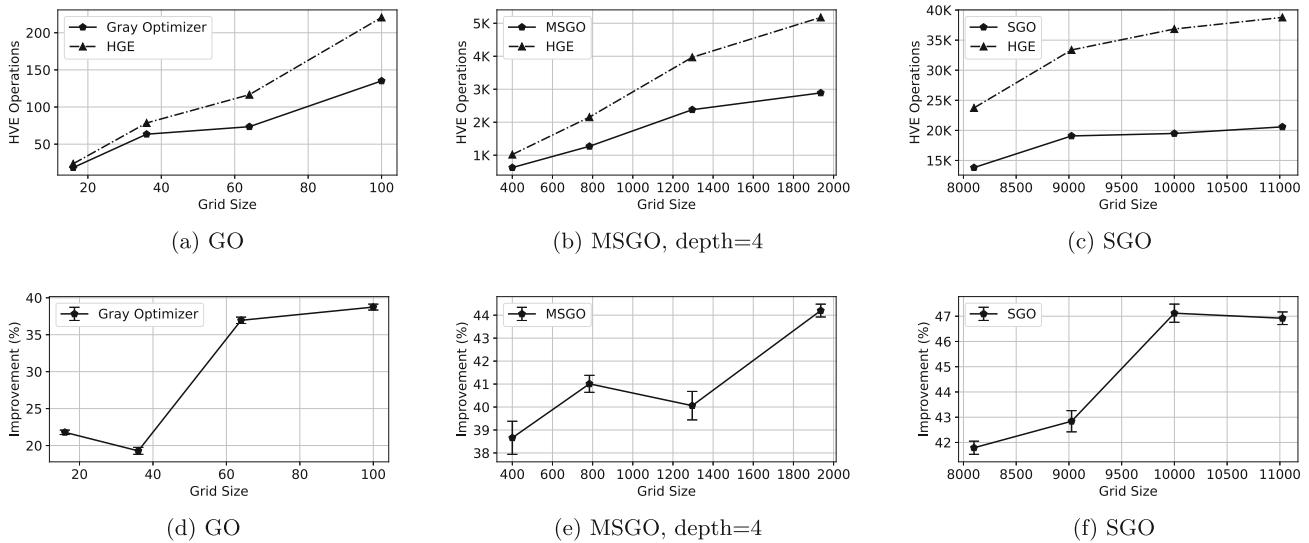 200
150
100
50
HVE Operations
Gray Optimizer
HGE
20 40 60 80 100
Grid Size
(a) GO
5K
4K
3K
2K
1K
HVE Operations
MSGO
HGE
400 600 800 1000 1200 1400 1600 1800 2000
Grid Size
(b) MSGO, depth=4
40K
35K
30K
25K
20K
15K
HVE Operations
SGO
HGE
8000 8500 9000 9500 10000 10500 11000
Grid Size
(c) SGO
40
35
30
25
20
Improvement (%)
Gray Optimizer
20 40 60 80 100
Grid Size
(d) GO
44
43
42
41
40
39
38
Improvement (%)
MSGO
400 600 800 1000 1200 1400 1600 1800 2000
Grid Size
(e) MSGO, depth=4
47
46
45
44
43
42
Improvement (%)
SGO
8000 8500 9000 9500 10000 10500 11000
Grid Size
(f) SGO